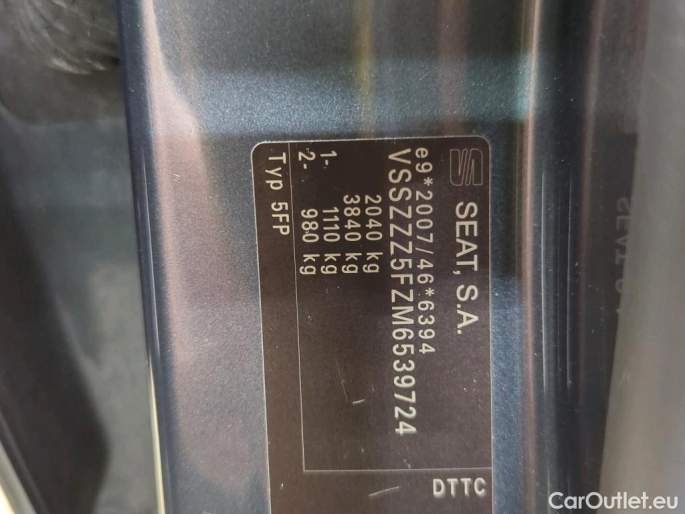 SEAT, S.A.
e9*2007/46*6394
VSSZZZ5FZM6539724
2040 kg
3840 kg
1- 1110 kg
2- 980 kg
Typ 5FP
DTTC
CarOutlet.eu